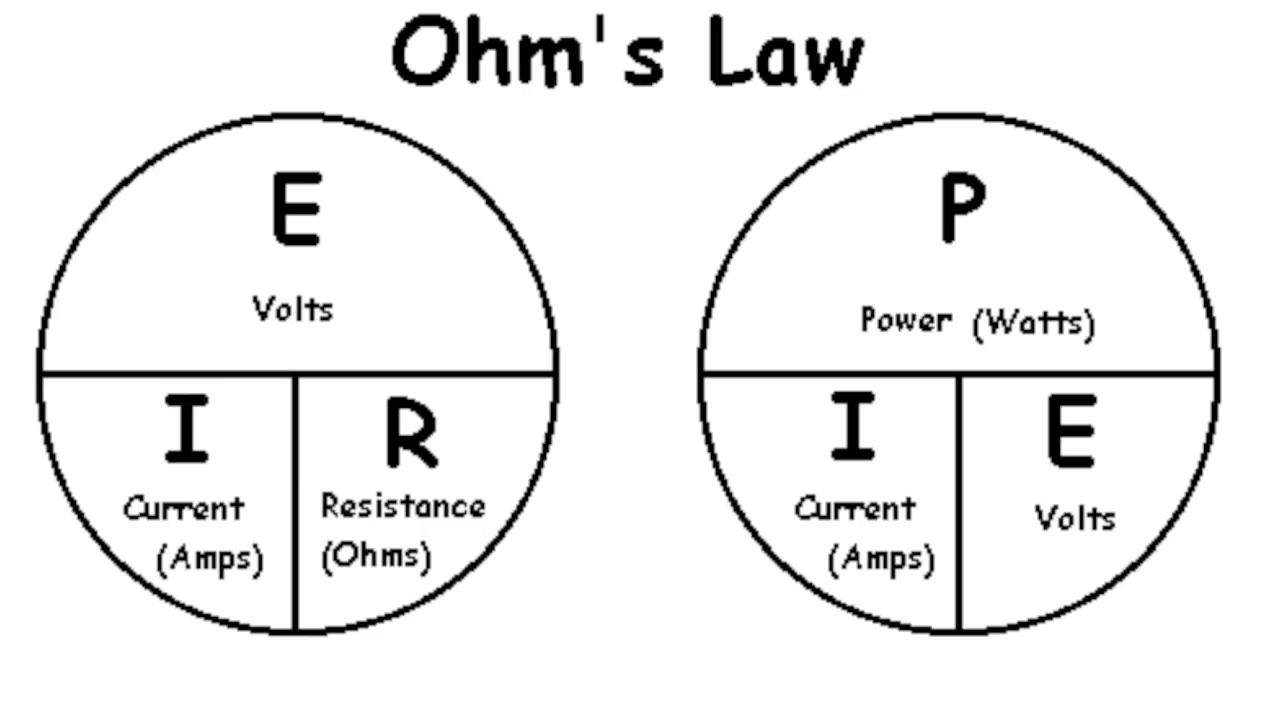 Ohm's Law
E
Volts
I
Current
(Amps)
R
Resistance
(Ohms)
P
Power (Watts)
I
Current
(Amps)
E
Volts